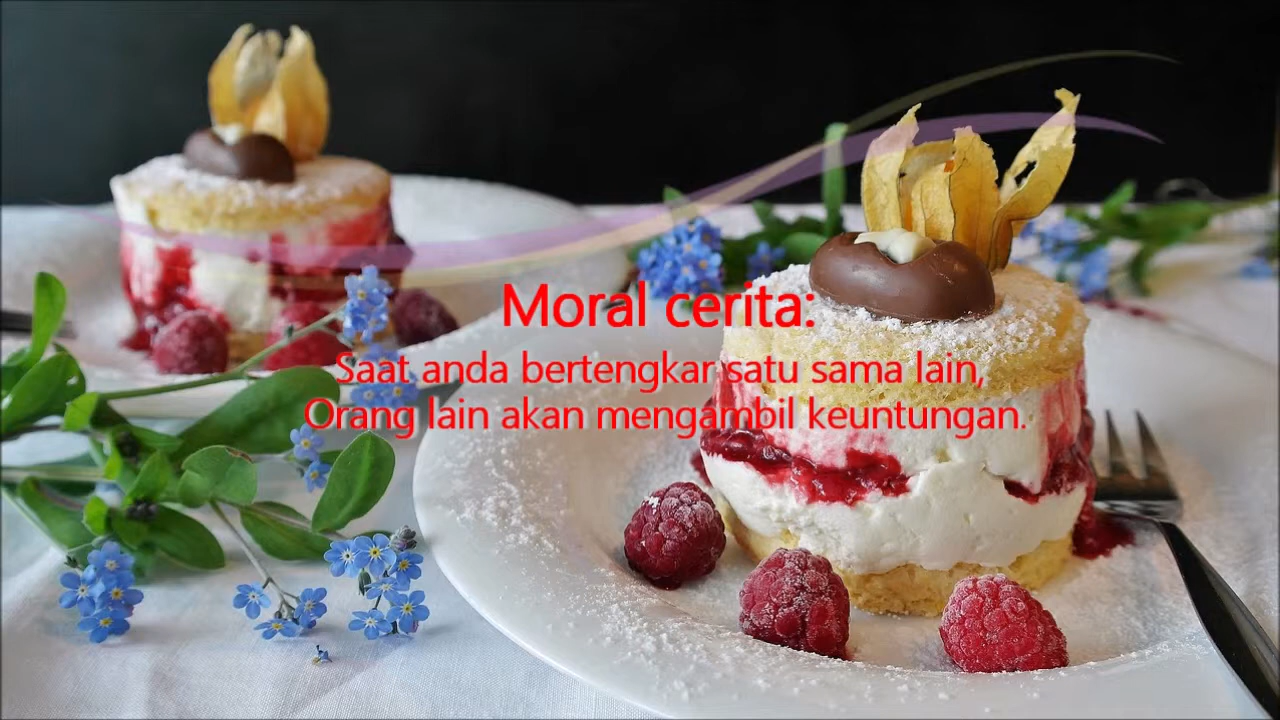 Moral cerita:
Saat anda bertengkar satu sama lain,
Orang lain akan mengambil keuntungan.